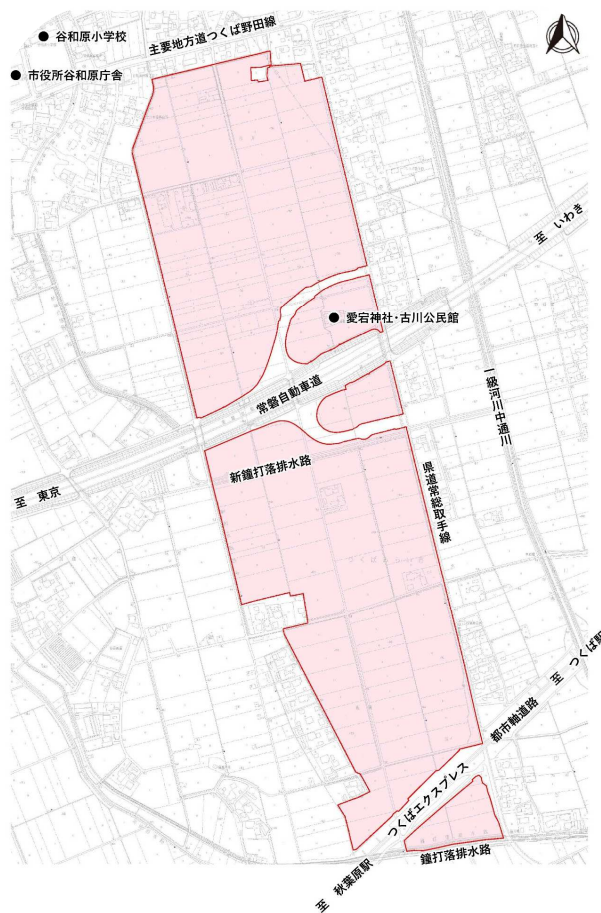 谷和原小学校
主要地方道つくば野田線
市役所谷和原庁舎
至 いわき
愛宕神社・古川公民館
常磐自動車道
一級河川中通川
新鐘打落排水路
県道常総取手線
至 東京
至 つくば駅
都市軸道路
つくばエクスプレス
鐘打落排水路
至 秋葉原駅